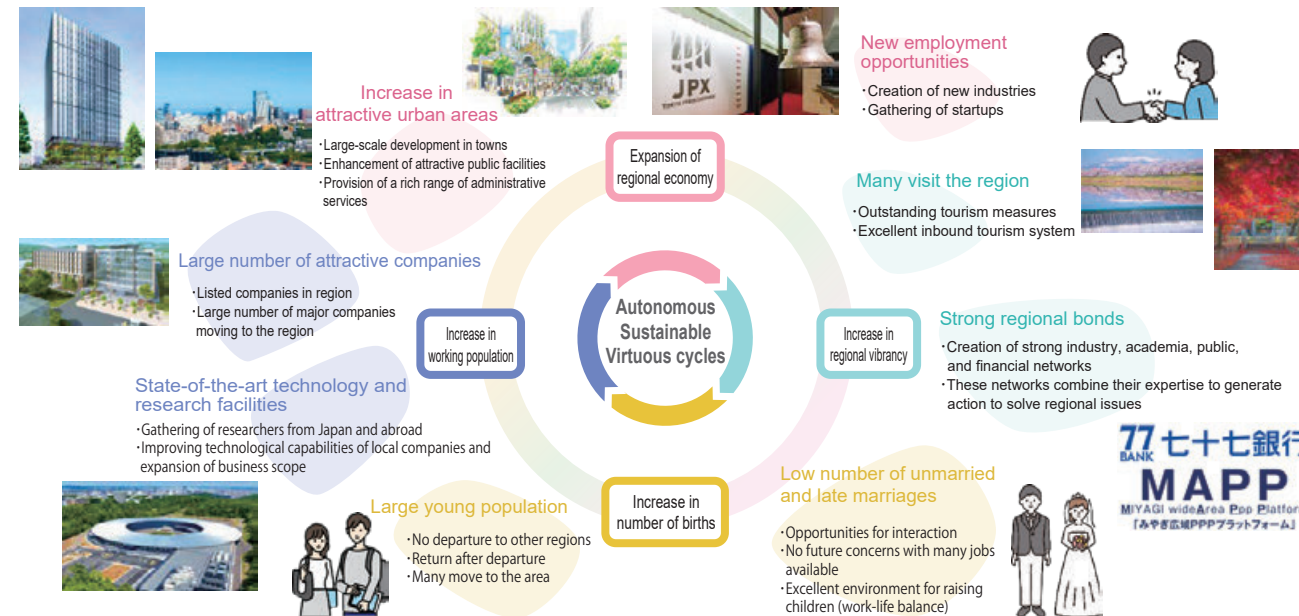 JPX
TOKYO STOCK EXCHANGE
New employment
opportunities
・Creation of new industries
・Gathering of startups
Increase in
attractive urban areas
・Large-scale development in towns
・Enhancement of attractive public facilities
・Provision of a rich range of administrative
services
Expansion of
regional economy
Many visit the region
・Outstanding tourism measures
・Excellent inbound tourism system
Large number of attractive companies
・Listed companies in region
・Large number of major companies
moving to the region
Increase in
working population
Autonomous
Sustainable
Virtuous cycles
Increase in
regional vibrancy
Strong regional bonds
・Creation of strong industry, academia, public,
and financial networks
・These networks combine their expertise to generate
action to solve regional issues
State-of-the-art technology and
research facilities
・Gathering of researchers from Japan and abroad
・Improving technological capabilities of local companies and
expansion of business scope
77 七十七銀行
BANK
MAPP
MIYAGI wideArea Ppp Platform
「みやぎ広域PPPプラットフォーム」
Large young population
・No departure to other regions
・Return after departure
・Many move to the area
Increase in
number of births
Low number of unmarried
and late marriages
・Opportunities for interaction
・No future concerns with many jobs
available
・Excellent environment for raising
children (work-life balance)